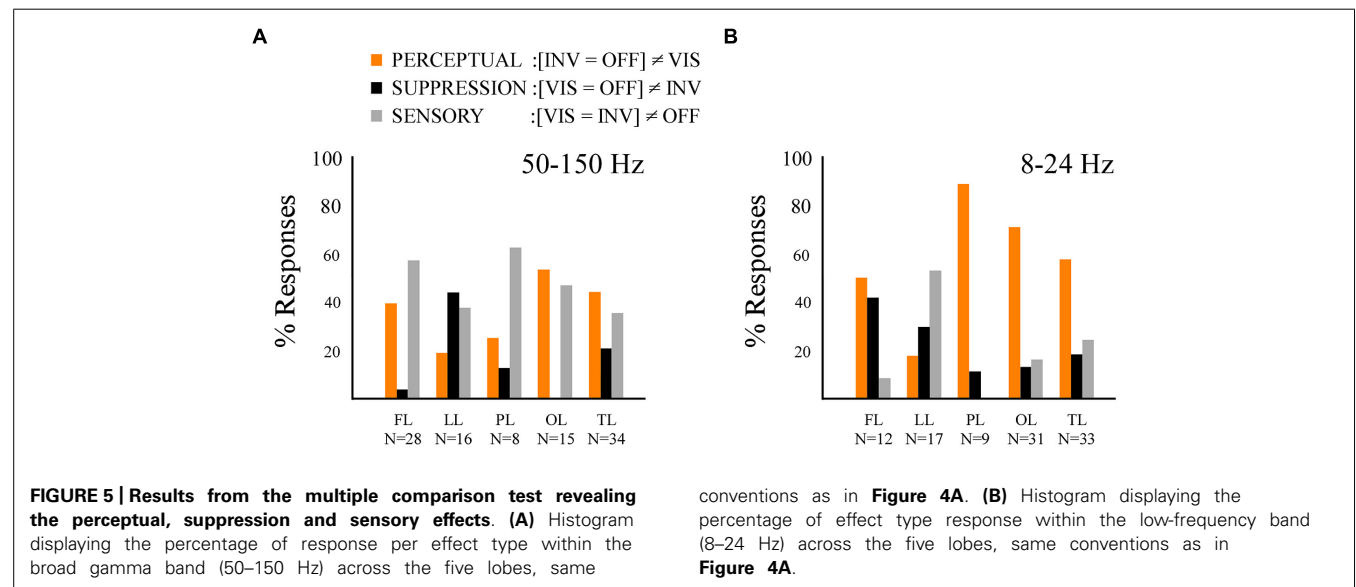 A
PERCEPTUAL :[INV = OFF] ≠ VIS
SUPPRESSION :[VIS = OFF] ≠ INV
SENSORY :[VIS = INV] ≠ OFF
50-150 Hz
% Responses
100
80
60
40
20
FL LL PL OL TL
N=28 N=16 N=8 N=15 N=34
B
8-24 Hz
% Responses
100
80
60
40
20
FL LL PL OL TL
N=12 N=17 N=9 N=31 N=33
FIGURE 5 | Results from the multiple comparison test revealing
the perceptual, suppression and sensory effects. (A) Histogram
displaying the percentage of response per effect type within the
broad gamma band (50–150 Hz) across the five lobes, same
conventions as in Figure 4A. (B) Histogram displaying the
percentage of effect type response within the low-frequency band
(8–24 Hz) across the five lobes, same conventions as in
Figure 4A.